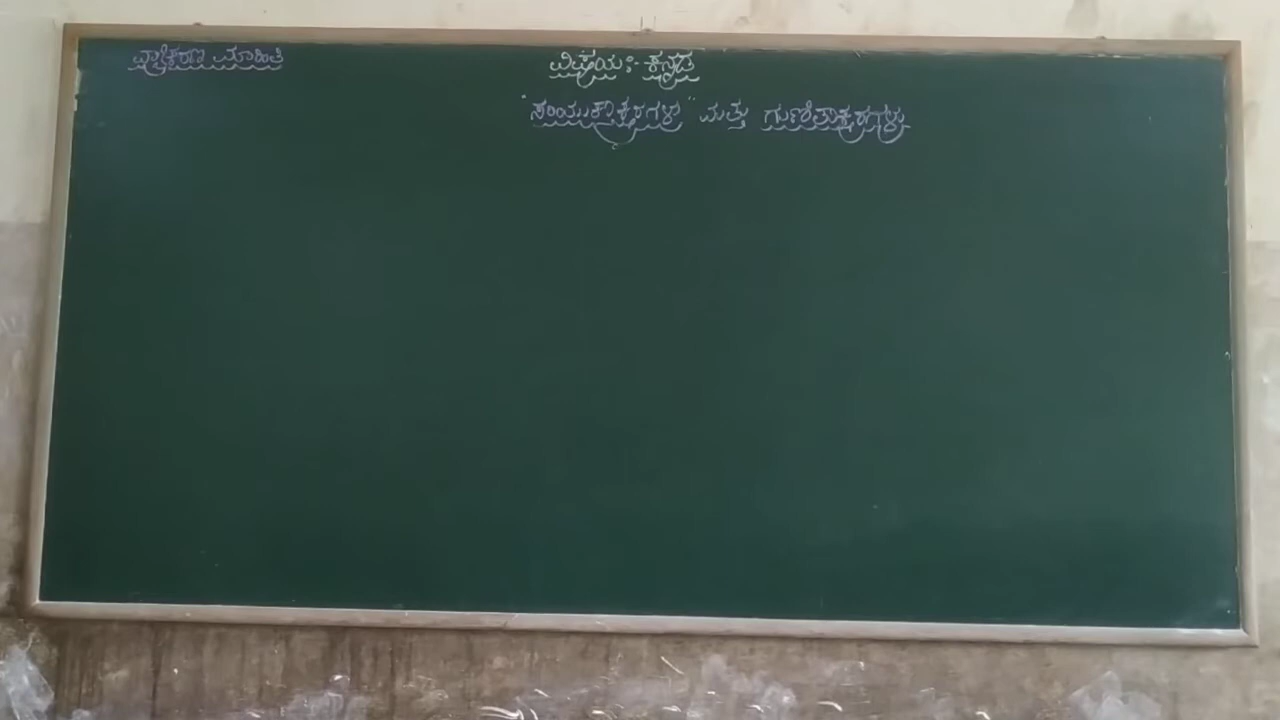 ವ್ಯಾಕರಣ ಮಾಹಿತಿ
ವಿಷಯ:- ಕನ್ನಡ
"ಸಂಯುಕ್ತಾಕ್ಷರಗಳು" ಮತ್ತು ಗುಣಿತಾಕ್ಷರಗಳು